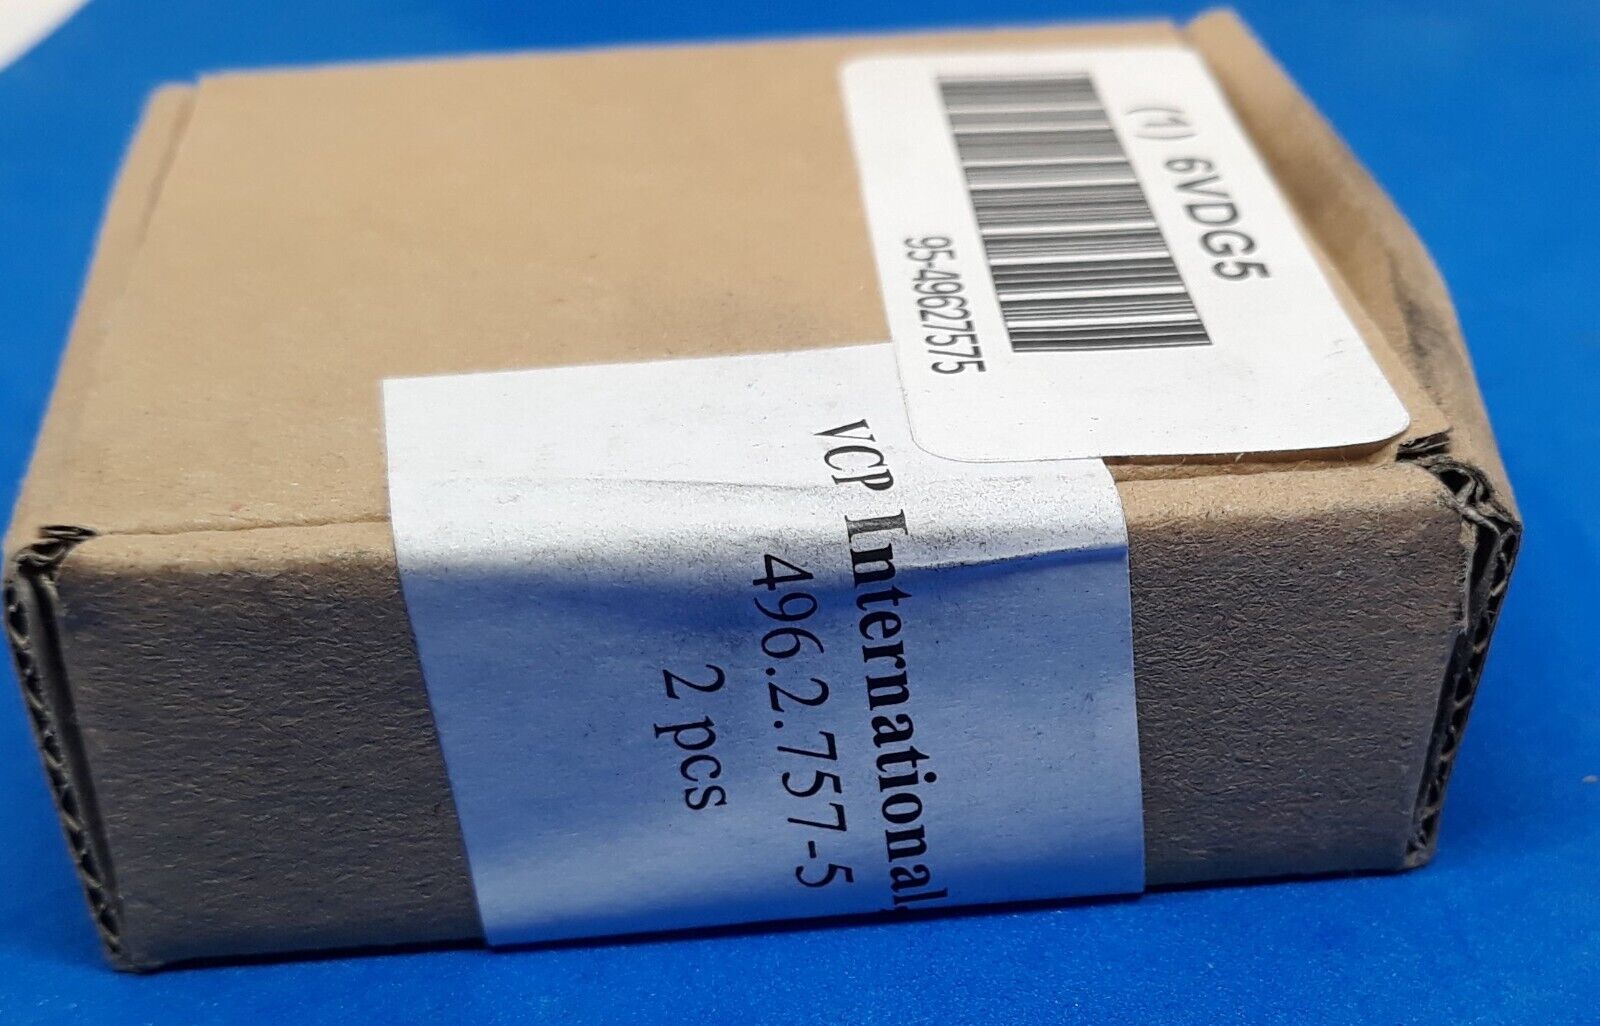 (1) 6VDG5
95-49627575
VCP International
496.2.757-5
2 pcs